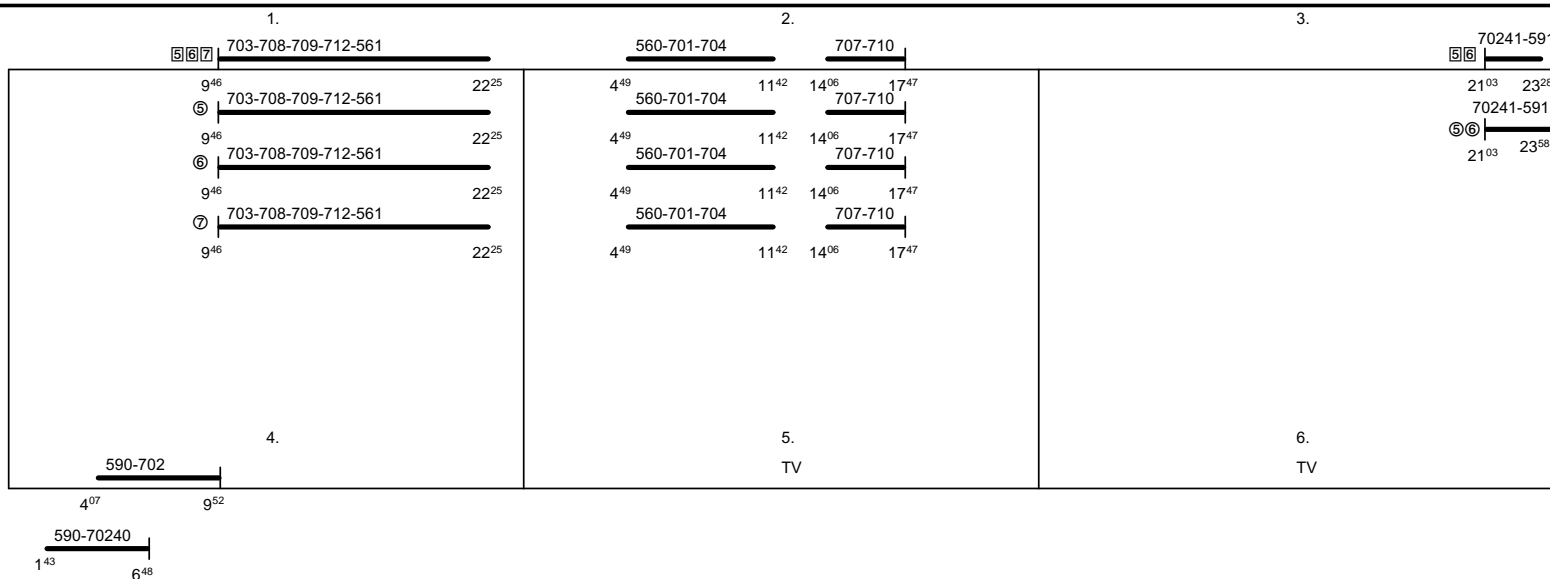 1. 2. 3.
5 6 7 703-708-709-712-561 560-701-704 707-710 5 6 70241-591
9⁴⁶ 22²⁵ 4⁴⁹ 11⁴² 14⁰⁶ 17⁴⁷ 21⁰³ 23²⁸
⑤ 703-708-709-712-561 560-701-704 707-710 70241-591
9⁴⁶ 22²⁵ 4⁴⁹ 11⁴² 14⁰⁶ 17⁴⁷ ⑤⑥ 21⁰³ 23⁵⁸
⑥ 703-708-709-712-561 560-701-704 707-710
9⁴⁶ 22²⁵ 4⁴⁹ 11⁴² 14⁰⁶ 17⁴⁷
⑦ 703-708-709-712-561 560-701-704 707-710
9⁴⁶ 22²⁵ 4⁴⁹ 11⁴² 14⁰⁶ 17⁴⁷
4. 5. 6.
590-702 TV TV
4⁰⁷ 9⁵²
590-70240
1⁴³ 6⁴⁸